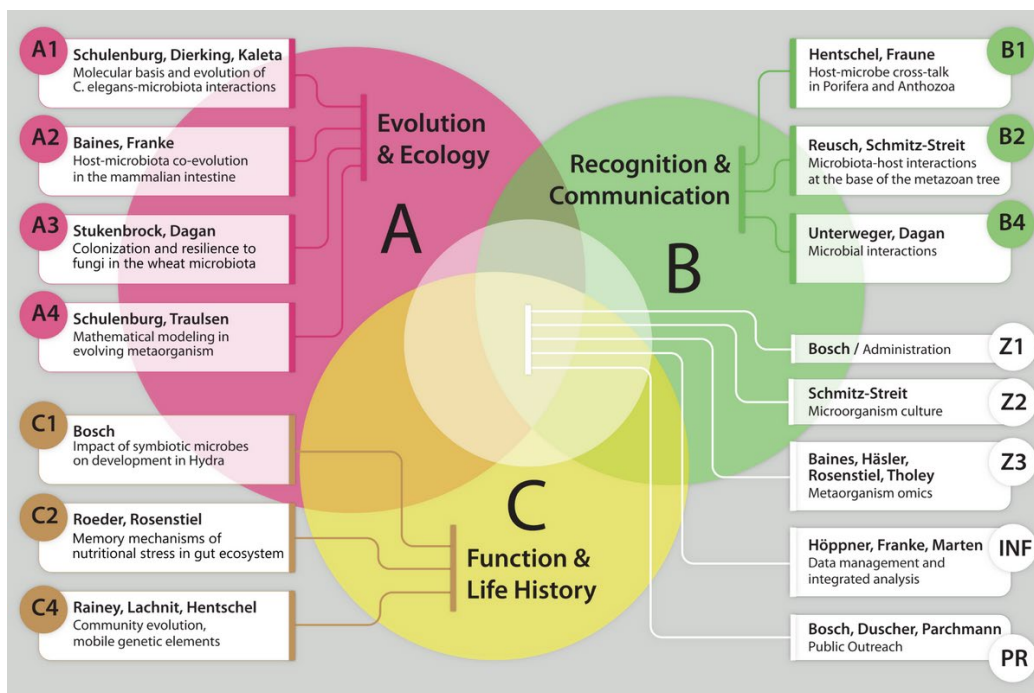 A1
Schulenburg, Dierking, Kaleta
Molecular basis and evolution of
C. elegans-microbiota interactions
A2
Baines, Franke
Host-microbiota co-evolution
in the mammalian intestine
A3
Stukenbrock, Dagan
Colonization and resilience to
fungi in the wheat microbiota
A4
Schulenburg, Traulsen
Mathematical modeling in
evolving metaorganism
C1
Bosch
Impact of symbiotic microbes
on development in Hydra
C2
Roeder, Rosenstiel
Memory mechanisms of
nutritional stress in gut ecosystem
C4
Rainey, Lachnit, Hentschel
Community evolution,
mobile genetic elements
Evolution
& Ecology
A
Recognition &
Communication
B
C
Function &
Life History
B1
Hentschel, Fraune
Host-microbe cross-talk
in Porifera and Anthozoa
B2
Reusch, Schmitz-Streit
Microbiota-host interactions
at the base of the metazoan tree
B4
Unterweger, Dagan
Microbial interactions
Z1
Bosch / Administration
Z2
Schmitz-Streit
Microorganism culture
Z3
Baines, Häsler,
Rosenstiel, Tholey
Metaorganism omics
INF
Höppner, Franke, Marten
Data management and
integrated analysis
PR
Bosch, Duscher, Parchmann
Public Outreach